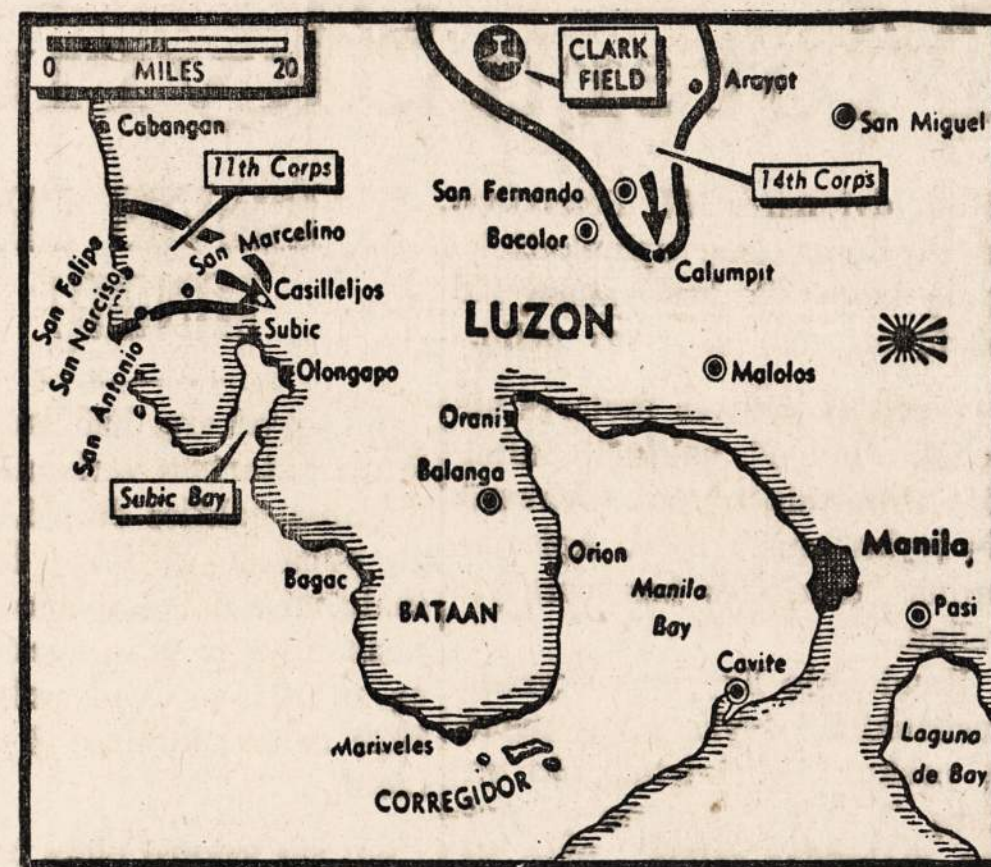 0 MILES 20
CLARK
FIELD
Arayat
Cabangan
San Miguel
11th Corps
14th Corps
San Fernando
Bacolor
San Marcelino
Calumpit
San Felipe
San Narciso
Casilleljos
LUZON
Subic
San Antonio
Olongapo
Malolos
Orani
Balanga
Subic Bay
Manila
Orion
Bagac
Manila
Bay
BATAAN
Pasi
Cavite
Mariveles
Laguna
de Bay
CORREGIDOR